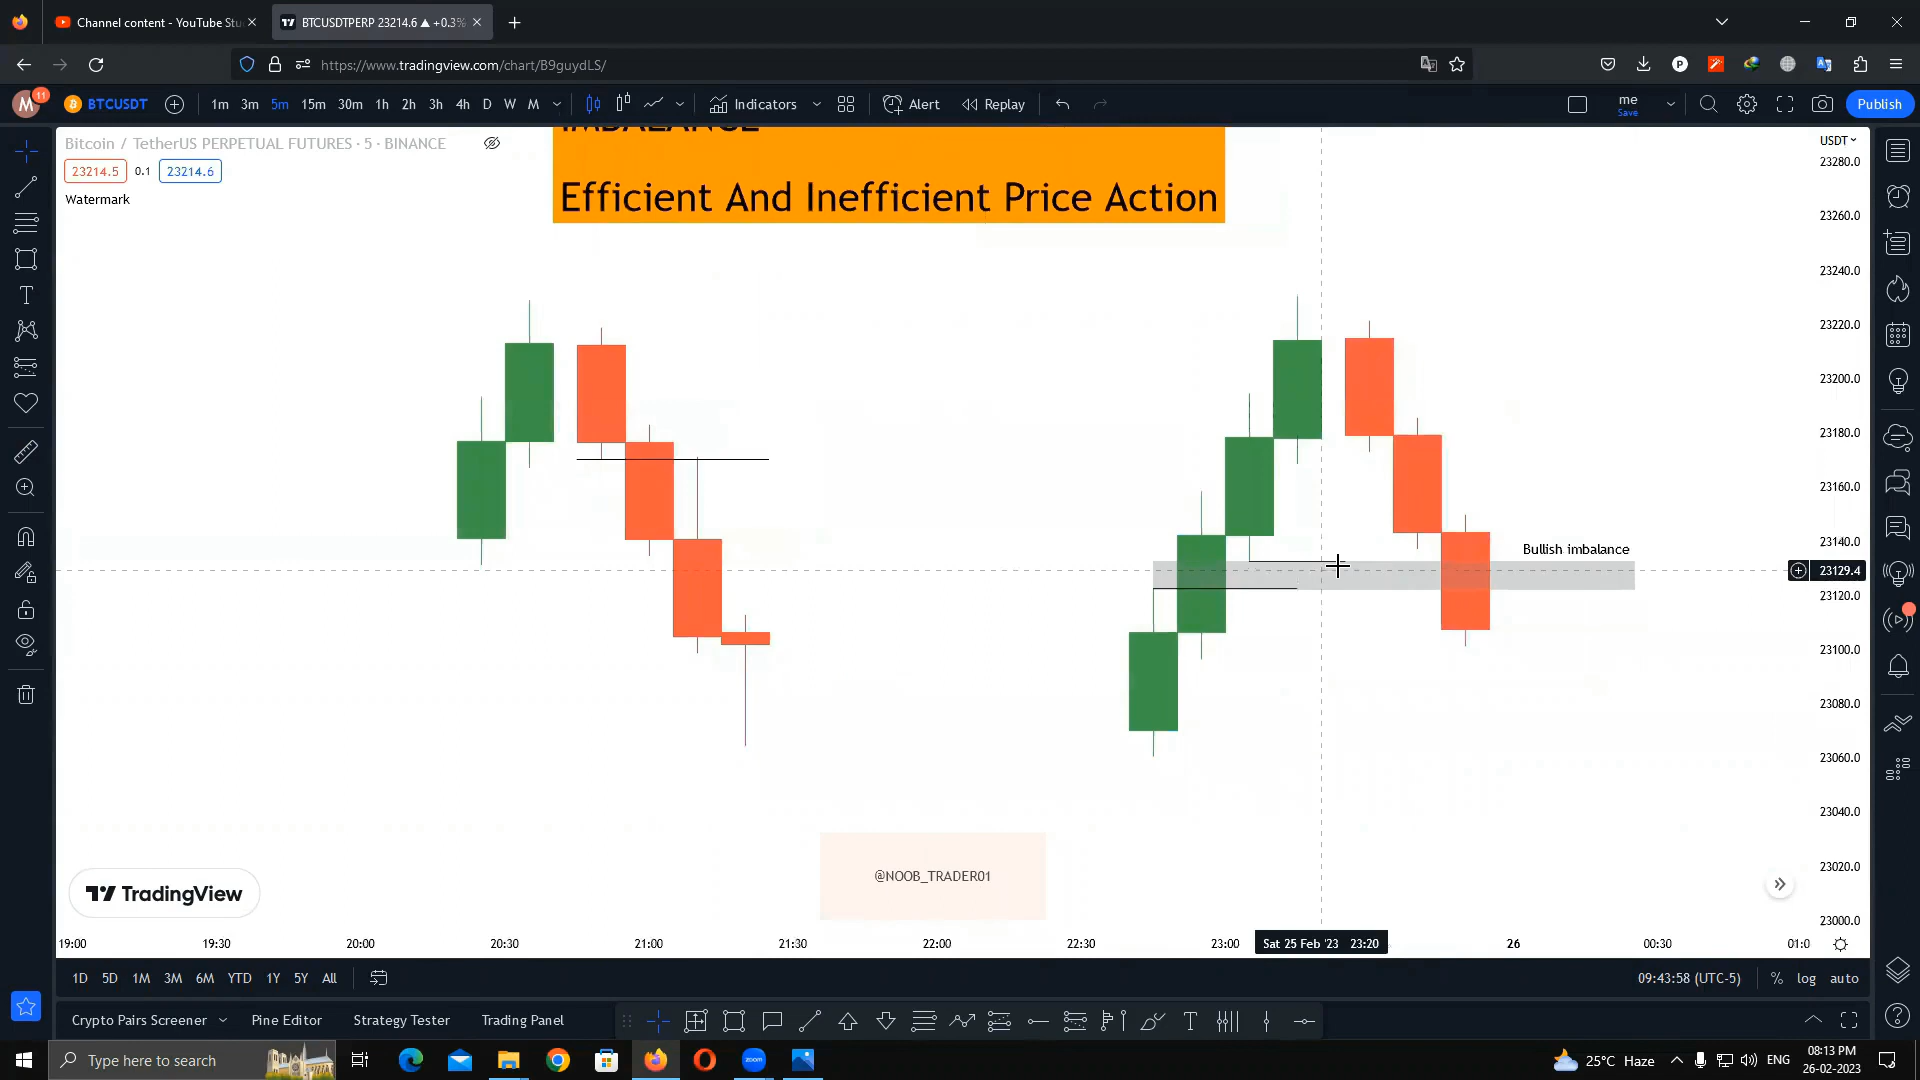 Channel content - YouTube Stu
BTCUSDTPERP 23214.6 ▲ +0.3%
https://www.tradingview.com/chart/B9guydLS/
M
11
BTCUSDT
1m 3m 5m 15m 30m 1h 2h 3h 4h D W M
Indicators
Alert
Replay
me
Save
Publish
Bitcoin / TetherUS PERPETUAL FUTURES · 5 · BINANCE
23214.5 0.1 23214.6
Watermark
IMBALANCE
Efficient And Inefficient Price Action
USDT
23280.0
23260.0
23240.0
23220.0
23200.0
23180.0
23160.0
23140.0
23129.4
23120.0
23100.0
23080.0
23060.0
23040.0
23020.0
23000.0
Bullish imbalance
@NOOB_TRADER01
TradingView
19:00 19:30 20:00 20:30 21:00 21:30 22:00 22:30 23:00 Sat 25 Feb '23 23:20 26 00:30 01:0
1D 5D 1M 3M 6M YTD 1Y 5Y All
09:43:58 (UTC-5) % log auto
Crypto Pairs Screener Pine Editor Strategy Tester Trading Panel
Type here to search
zoom
25°C Haze
ENG
08:13 PM
26-02-2023